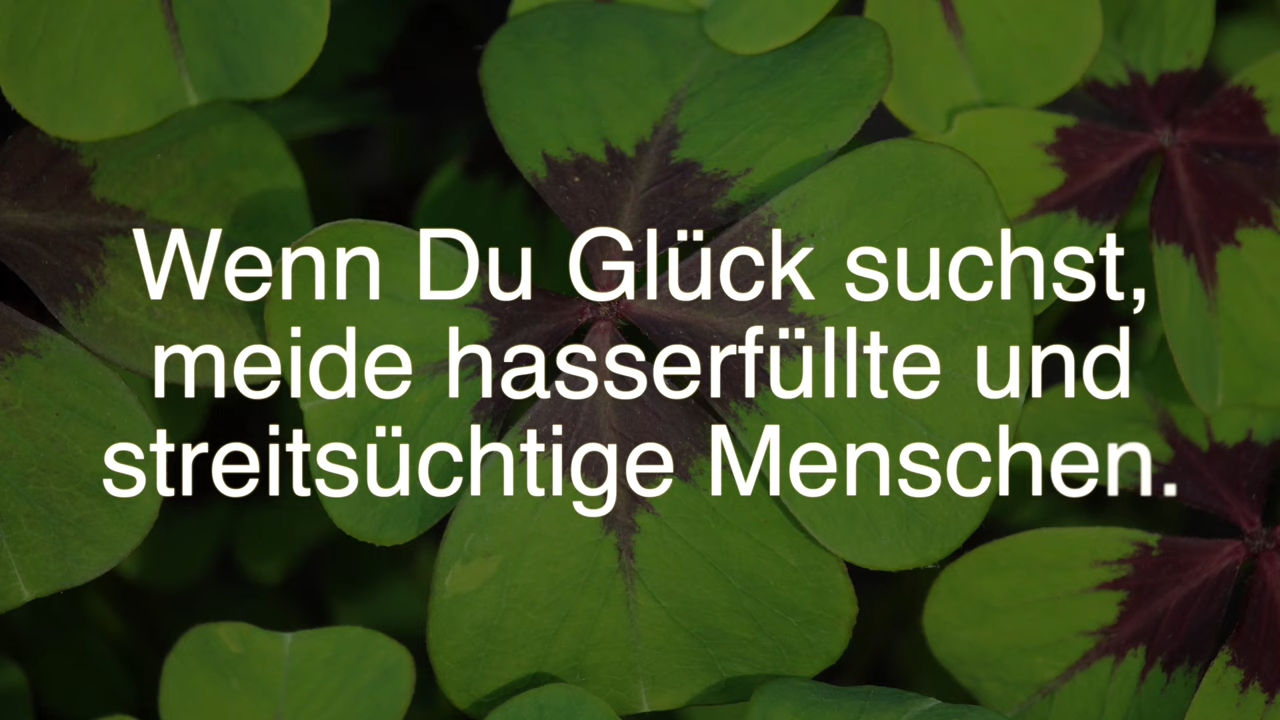 Wenn Du Glück suchst,
meide hasserfüllte und
streitsüchtige Menschen.